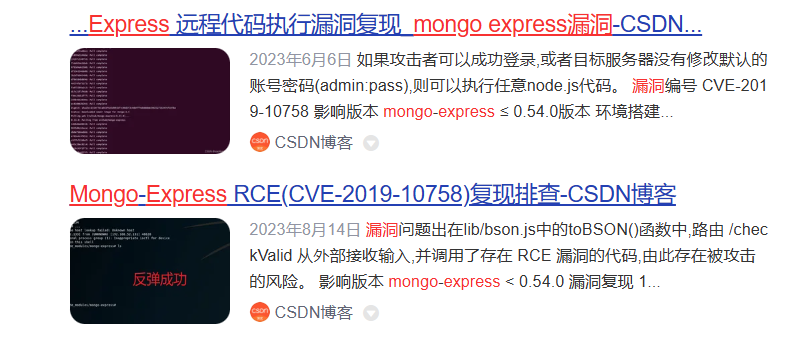 ...Express 远程代码执行漏洞复现_mongo express漏洞-CSDN...
2023年6月6日 如果攻击者可以成功登录,或者目标服务器没有修改默认的
账号密码(admin:pass),则可以执行任意node.js代码。 漏洞编号 CVE-201
9-10758 影响版本 mongo-express ≤ 0.54.0版本 环境搭建...
CSDN博客
Mongo-Express RCE(CVE-2019-10758)复现排查-CSDN博客
反弹成功
2023年8月14日 漏洞问题出在lib/bson.js中的toBSON()函数中,路由 /chec
kValid 从外部接收输入,并调用了存在 RCE 漏洞的代码,由此存在被攻击
的风险。 影响版本 mongo-express < 0.54.0 漏洞复现 1...
CSDN博客